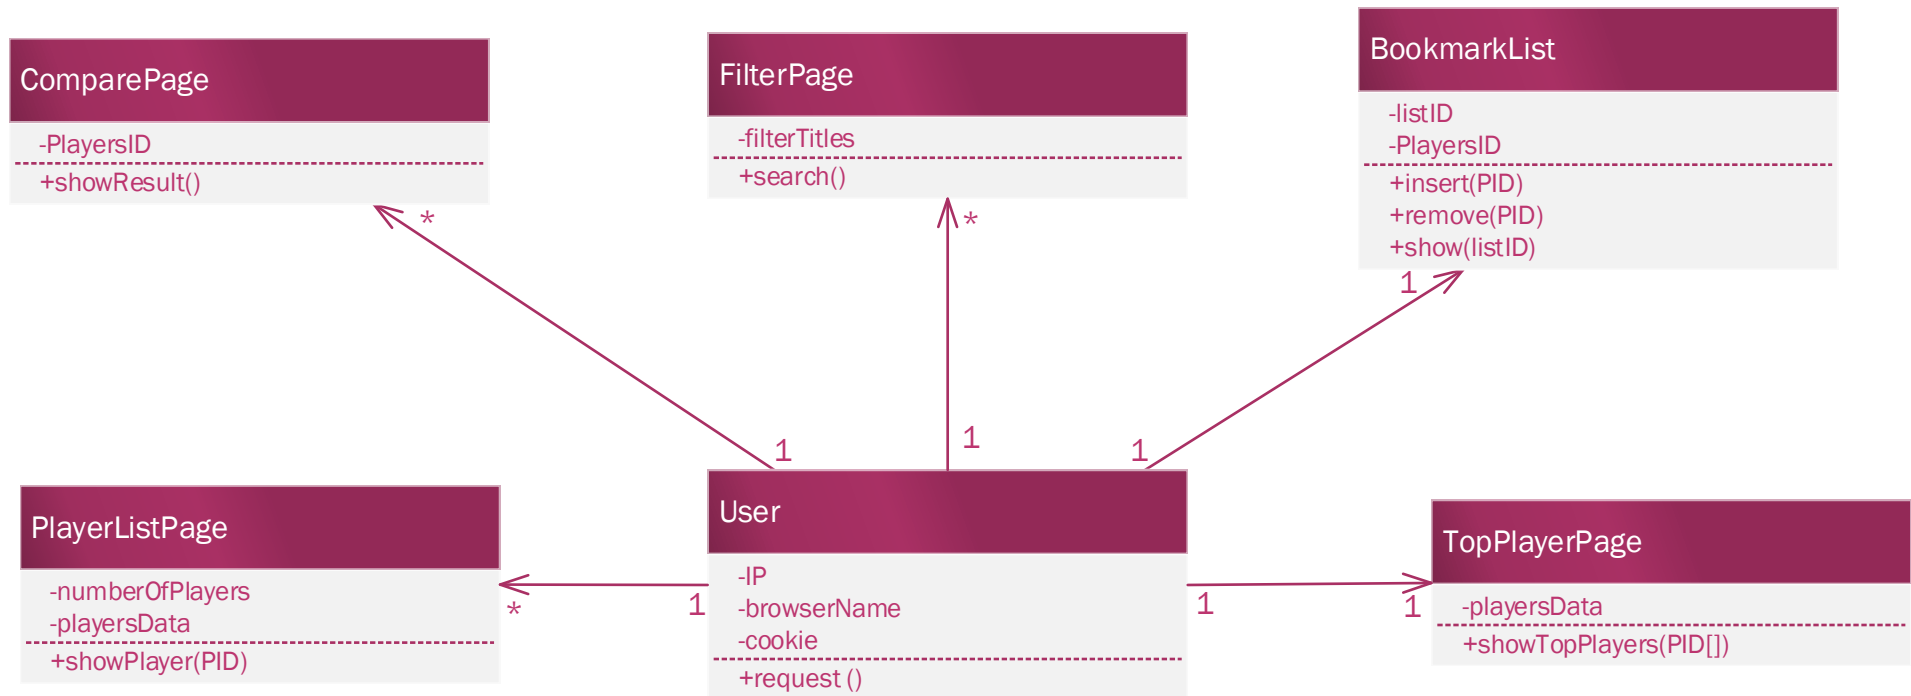 ComparePage
-PlayersID
+showResult()
FilterPage
-filterTitles
+search()
BookmarkList
-listID
-PlayersID
+insert(PID)
+remove(PID)
+show(listID)
*
*
1
1
1
1
PlayerListPage
-numberOfPlayers
-playersData
+showPlayer(PID)
*
1
User
-IP
-browserName
-cookie
+request ()
1
1
TopPlayerPage
-playersData
+showTopPlayers(PID[])